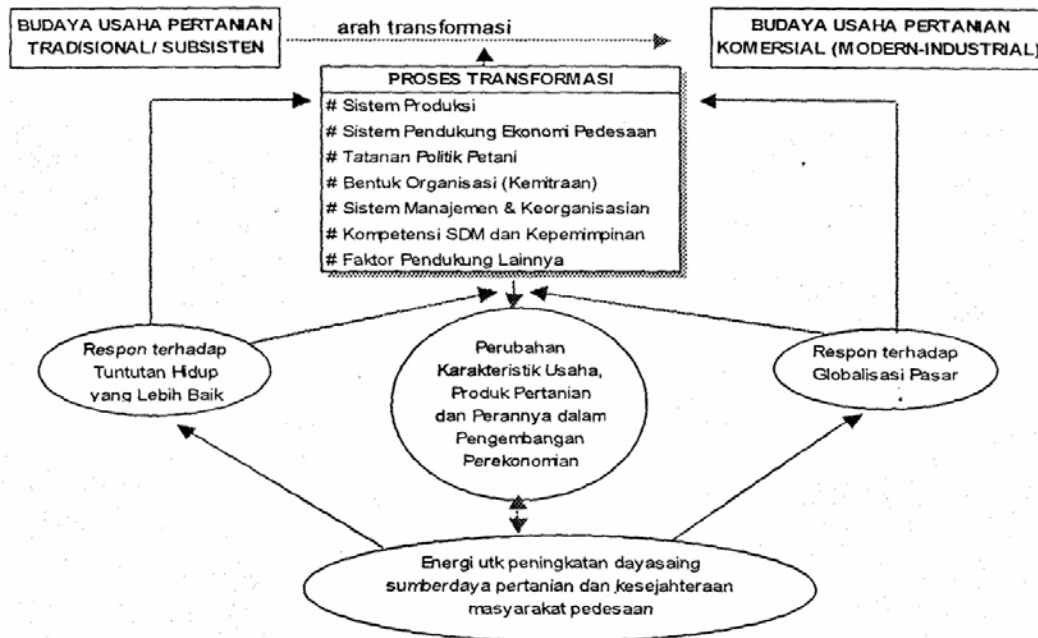 BUDAYA USAHA PERTANIAN
TRADISIONAL/ SUBSISTEN
arah transformasi
BUDAYA USAHA PERTANIAN
KOMERSIAL (MODERN-INDUSTRIAL)
PROSES TRANSFORMASI
# Sistem Produksi
# Sistem Pendukung Ekonomi Pedesaan
# Tatanan Politik Petani
# Bentuk Organisasi (Kemitraan)
# Sistem Manajemen & Keorganisasian
# Kompetensi SDM dan Kepemimpinan
# Faktor Pendukung Lainnya
Respon terhadap
Tuntutan Hidup
yang Lebih Baik
Perubahan
Karakteristik Usaha,
Produk Pertanian
dan Perannya dalam
Pengembangan
Perekonomian
Respon terhadap
Globalisasi Pasar
Energi utk peningkatan dayasaing
sumberdaya pertanian dan kesejahteraan
masyarakat pedesaan